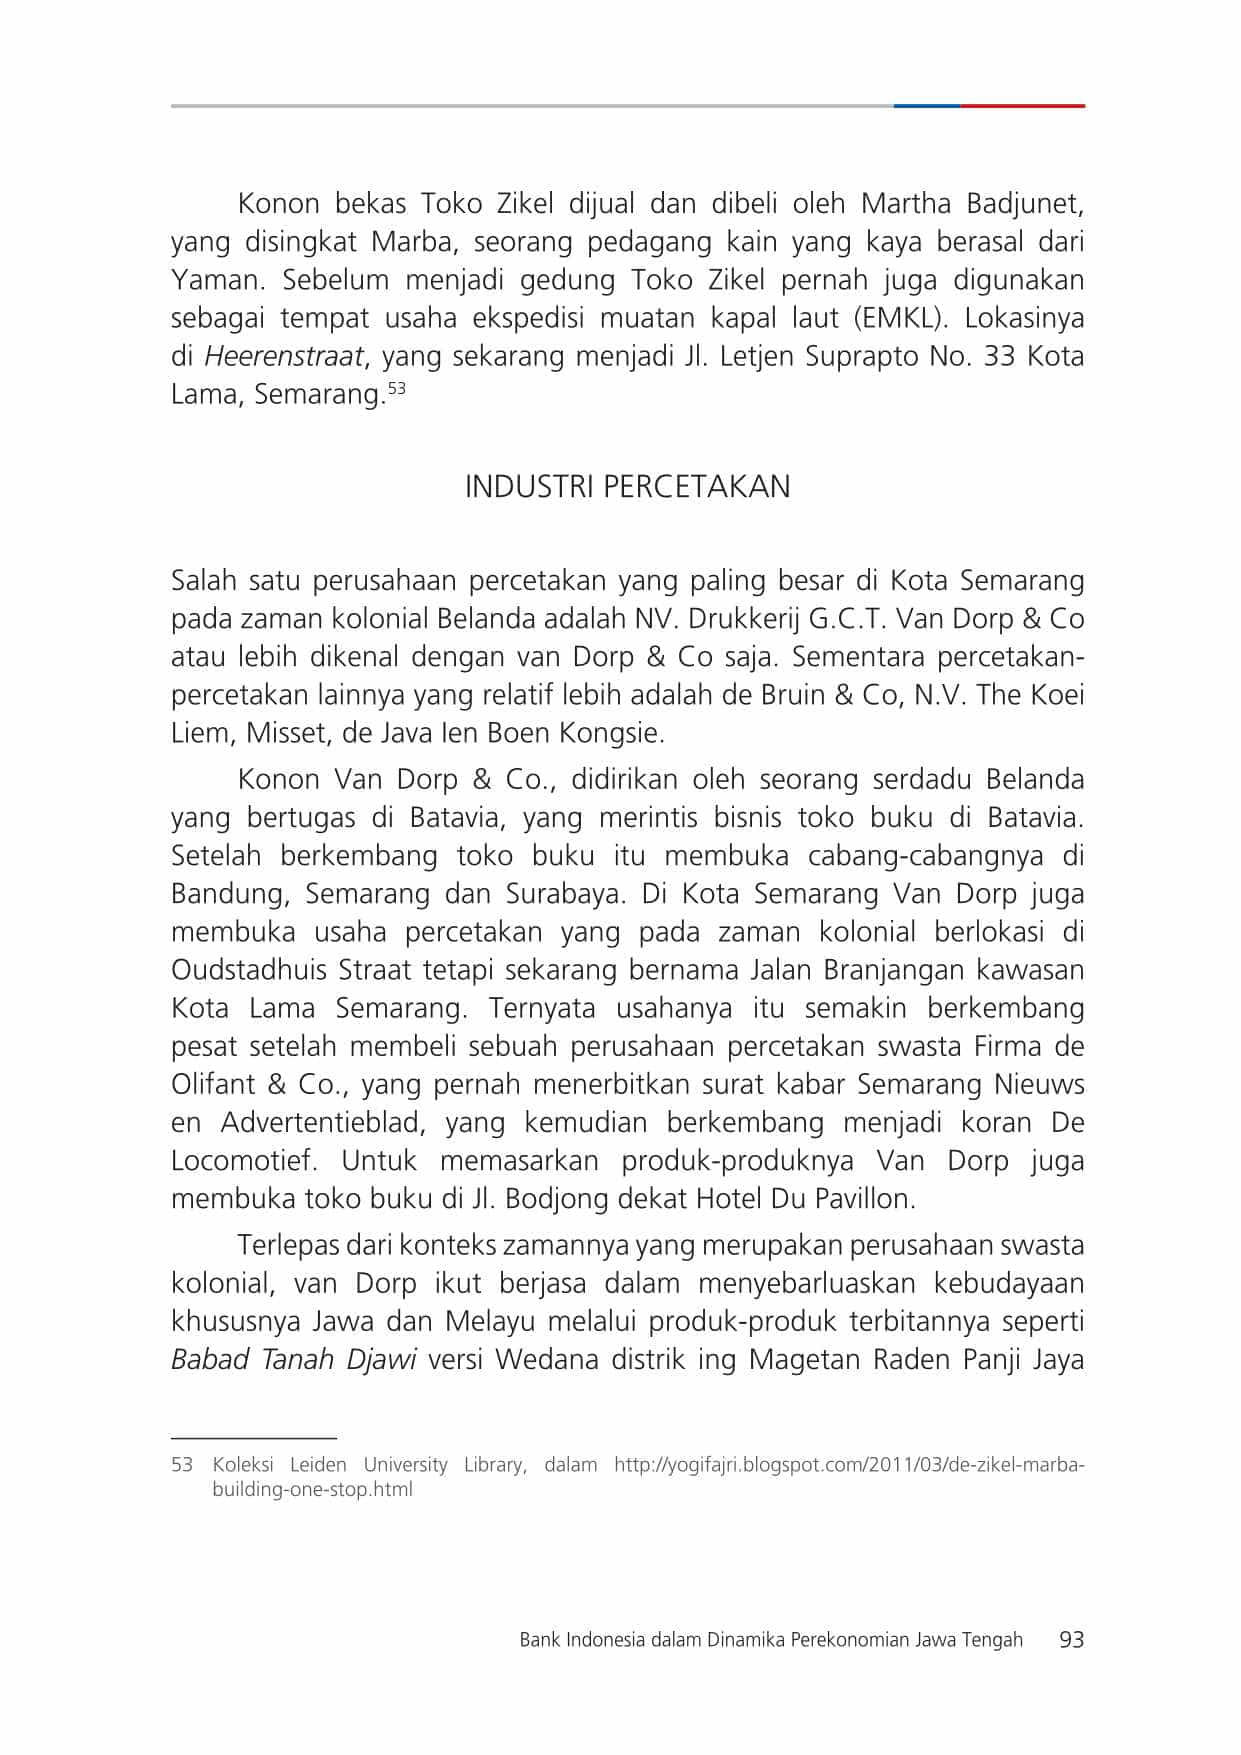 Konon bekas Toko Zikel dijual dan dibeli oleh Martha Badjunet,
yang disingkat Marba, seorang pedagang kain yang kaya berasal dari
Yaman. Sebelum menjadi gedung Toko Zikel pernah juga digunakan
sebagai tempat usaha ekspedisi muatan kapal laut (EMKL). Lokasinya
di Heerenstraat, yang sekarang menjadi Jl. Letjen Suprapto No. 33 Kota
Lama, Semarang.53
INDUSTRI PERCETAKAN
Salah satu perusahaan percetakan yang paling besar di Kota Semarang
pada zaman kolonial Belanda adalah NV. Drukkerij G.C.T. Van Dorp & Co
atau lebih dikenal dengan van Dorp & Co saja. Sementara percetakan-
percetakan lainnya yang relatif lebih adalah de Bruin & Co, N.V. The Koei
Liem, Misset, de Java Ien Boen Kongsie.
Konon Van Dorp & Co., didirikan oleh seorang serdadu Belanda
yang bertugas di Batavia, yang merintis bisnis toko buku di Batavia.
Setelah berkembang toko buku itu membuka cabang-cabangnya di
Bandung, Semarang dan Surabaya. Di Kota Semarang Van Dorp juga
membuka usaha percetakan yang pada zaman kolonial berlokasi di
Oudstadhuis Straat tetapi sekarang bernama Jalan Branjangan kawasan
Kota Lama Semarang. Ternyata usahanya itu semakin berkembang
pesat setelah membeli sebuah perusahaan percetakan swasta Firma de
Olifant & Co., yang pernah menerbitkan surat kabar Semarang Nieuws
en Advertentieblad, yang kemudian berkembang menjadi koran De
Locomotief. Untuk memasarkan produk-produknya Van Dorp juga
membuka toko buku di Jl. Bodjong dekat Hotel Du Pavillon.
Terlepas dari konteks zamannya yang merupakan perusahaan swasta
kolonial, van Dorp ikut berjasa dalam menyebarluaskan kebudayaan
khususnya Jawa dan Melayu melalui produk-produk terbitannya seperti
Babad Tanah Djawi versi Wedana distrik ing Magetan Raden Panji Jaya
53 Koleksi Leiden University Library, dalam http://yogifajri.blogspot.com/2011/03/de-zikel-marba-
building-one-stop.html
Bank Indonesia dalam Dinamika Perekonomian Jawa Tengah 93